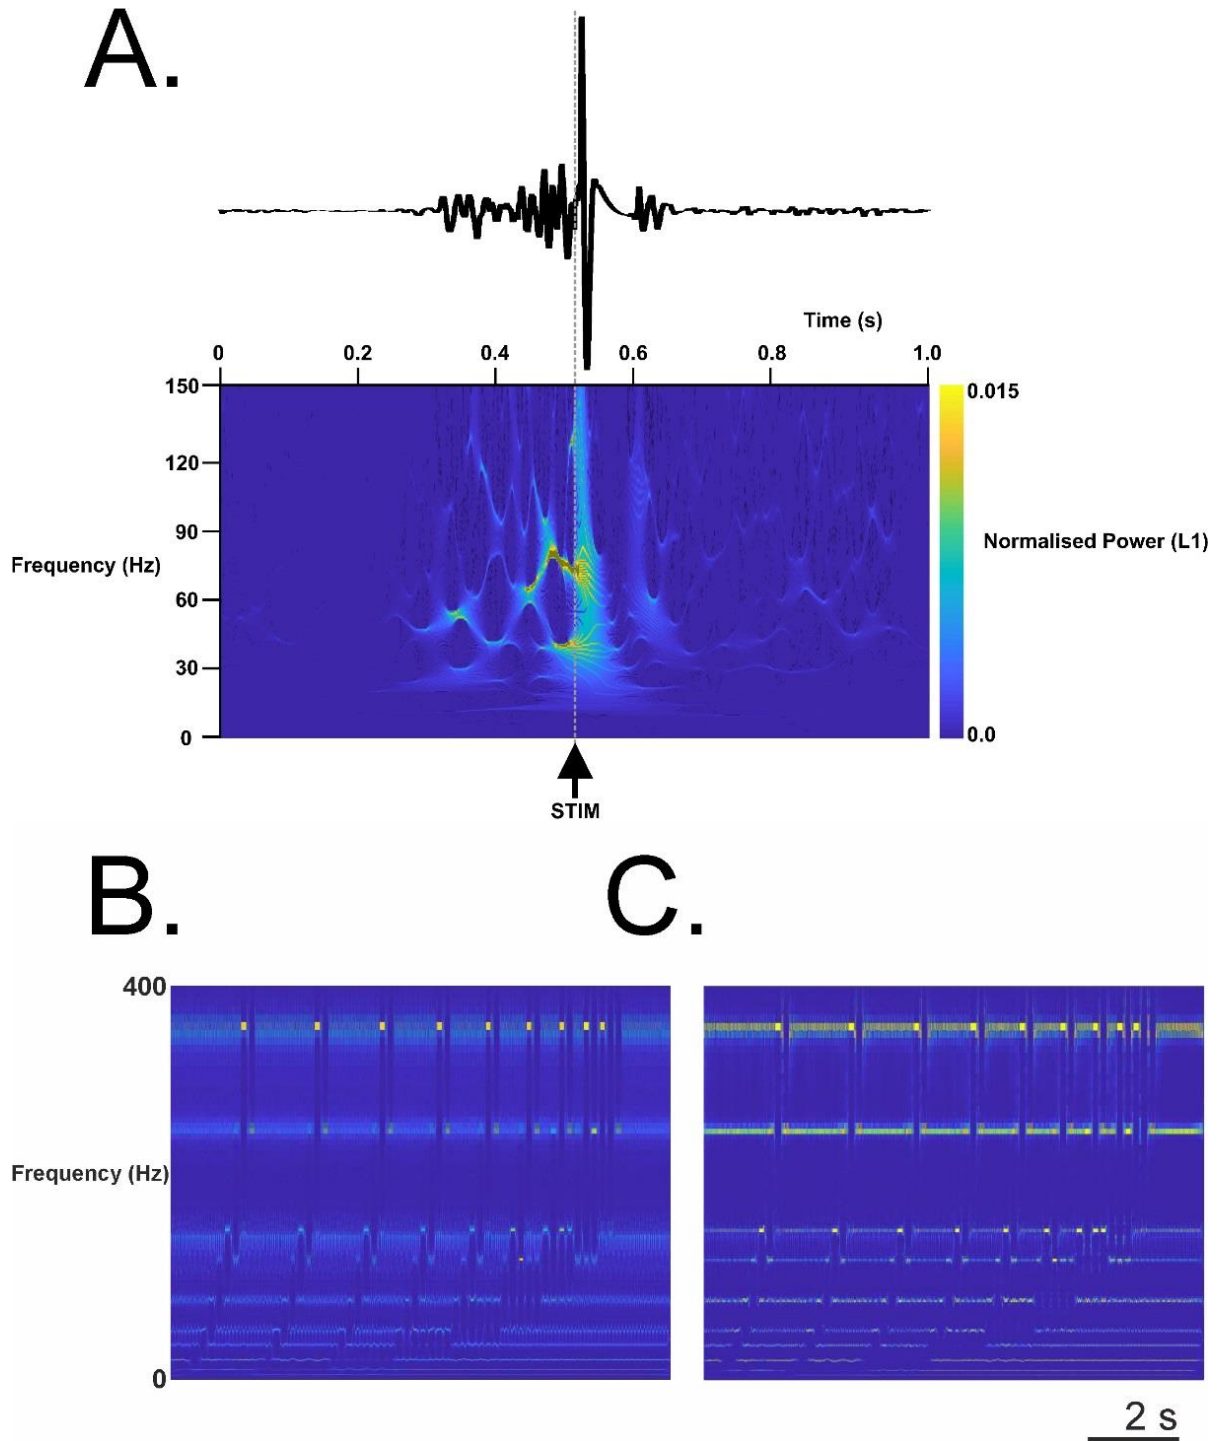 A.
Time (s)
0 0.2 0.4 0.6 0.8 1.0
150
120
90
60
30
0
Frequency (Hz)
0.015
Normalised Power (L1)
0.0
STIM
B. C.
400
Frequency (Hz)
0
2 s